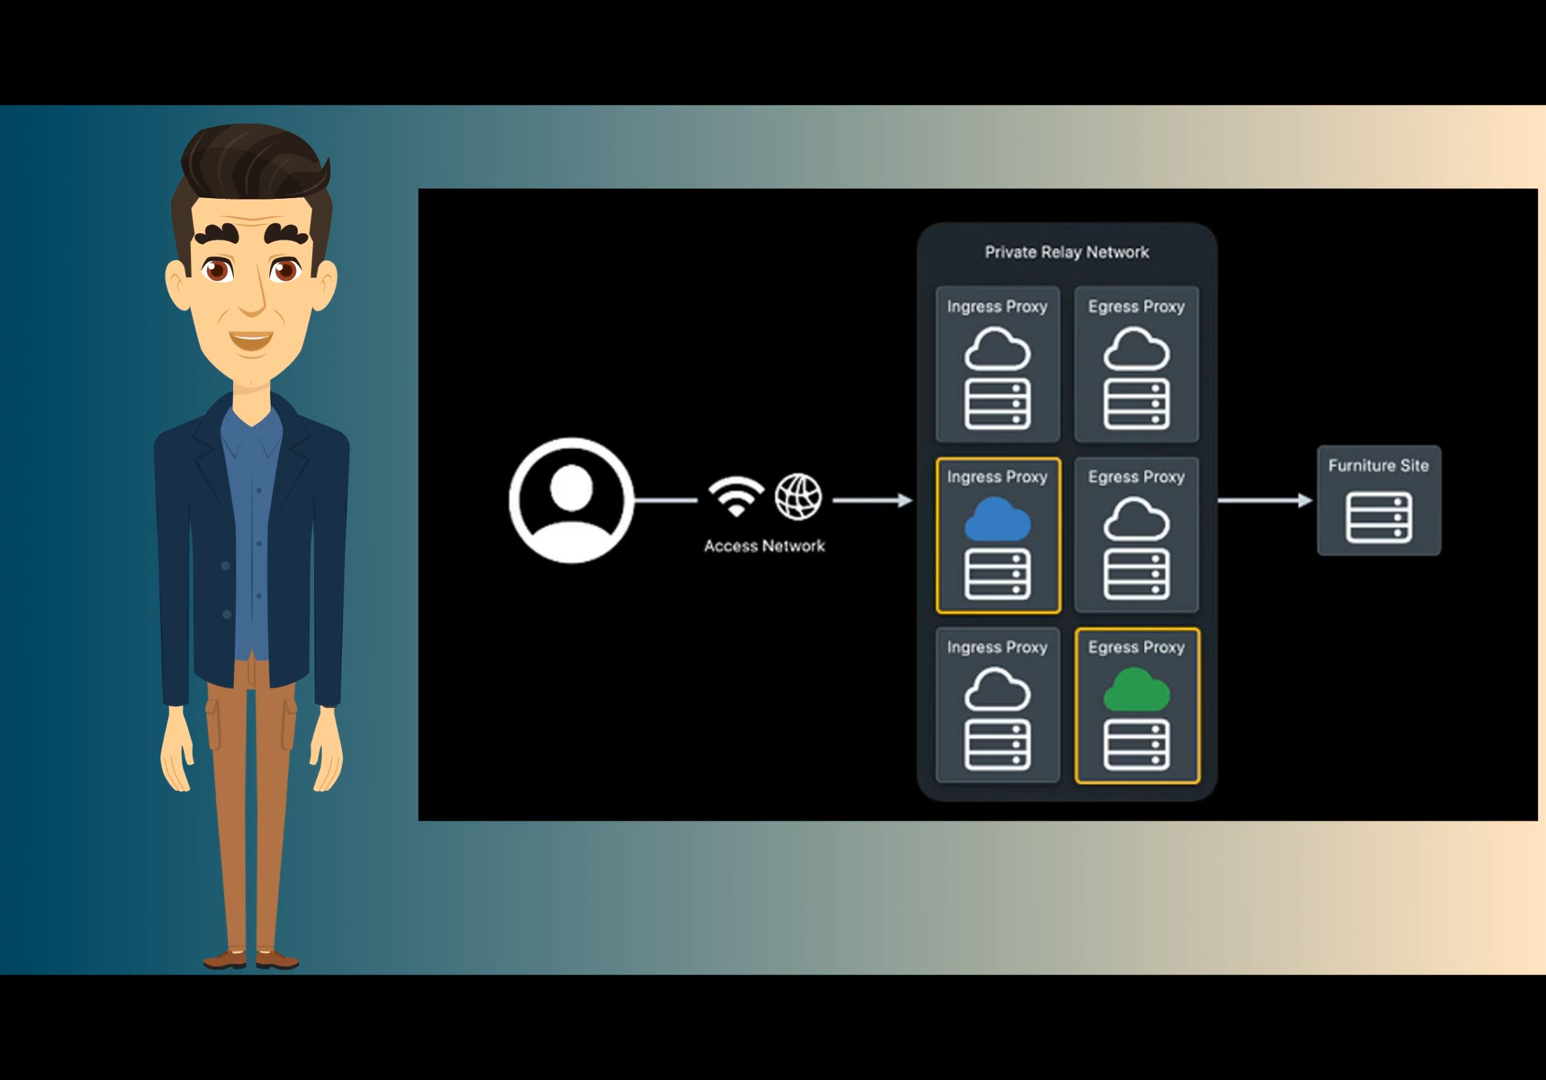 Private Relay Network
Ingress Proxy
Egress Proxy
Ingress Proxy
Egress Proxy
Ingress Proxy
Egress Proxy
Access Network
Furniture Site